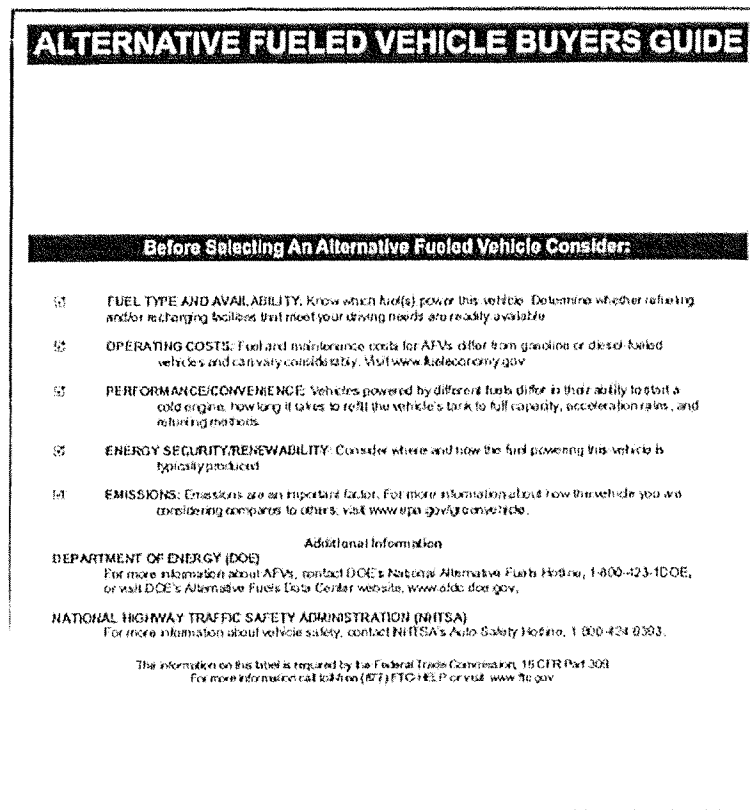 ALTERNATIVE FUELED VEHICLE BUYERS GUIDE
Before Selecting An Alternative Fueled Vehicle Consider:
FUEL TYPE AND AVAILABILITY: Know which fuel(s) power this vehicle. Determine whether refueling
and/or recharging facilities that meet your driving needs are readily available
OPERATING COSTS: Fuel and maintenance costs for AFVs differ from gasoline or diesel-fueled
vehicles and can vary considerably. Visit www.fueleconomy.gov
PERFORMANCE/CONVENIENCE: Vehicles powered by different fuels differ in their ability to start a
cold engine, how long it takes to refill the vehicle's tank to full capacity, acceleration rates, and
refueling methods
ENERGY SECURITY/RENEWABILITY: Consider where and how the fuel powering this vehicle is
typically produced
EMISSIONS: Emissions are an important factor. For more information about how the vehicle you are
considering compares to others, visit www.epa.gov/greenvehicle.
Additional Information
DEPARTMENT OF ENERGY (DOE)
For more information about AFVs, contact DOE's National Alternative Fuels Hotline, 1-800-423-1DOE,
or visit DOE's Alternative Fuels Data Center website, www.afdc.doe.gov.
NATIONAL HIGHWAY TRAFFIC SAFETY ADMINISTRATION (NHTSA)
For more information about vehicle safety, contact NHTSA's Auto Safety Hotline,
The information on this label is required by the Federal Trade Commission, 16 CFR Part 309
For more information call toll-free (877) FTC-HELP or visit www.ftc.gov